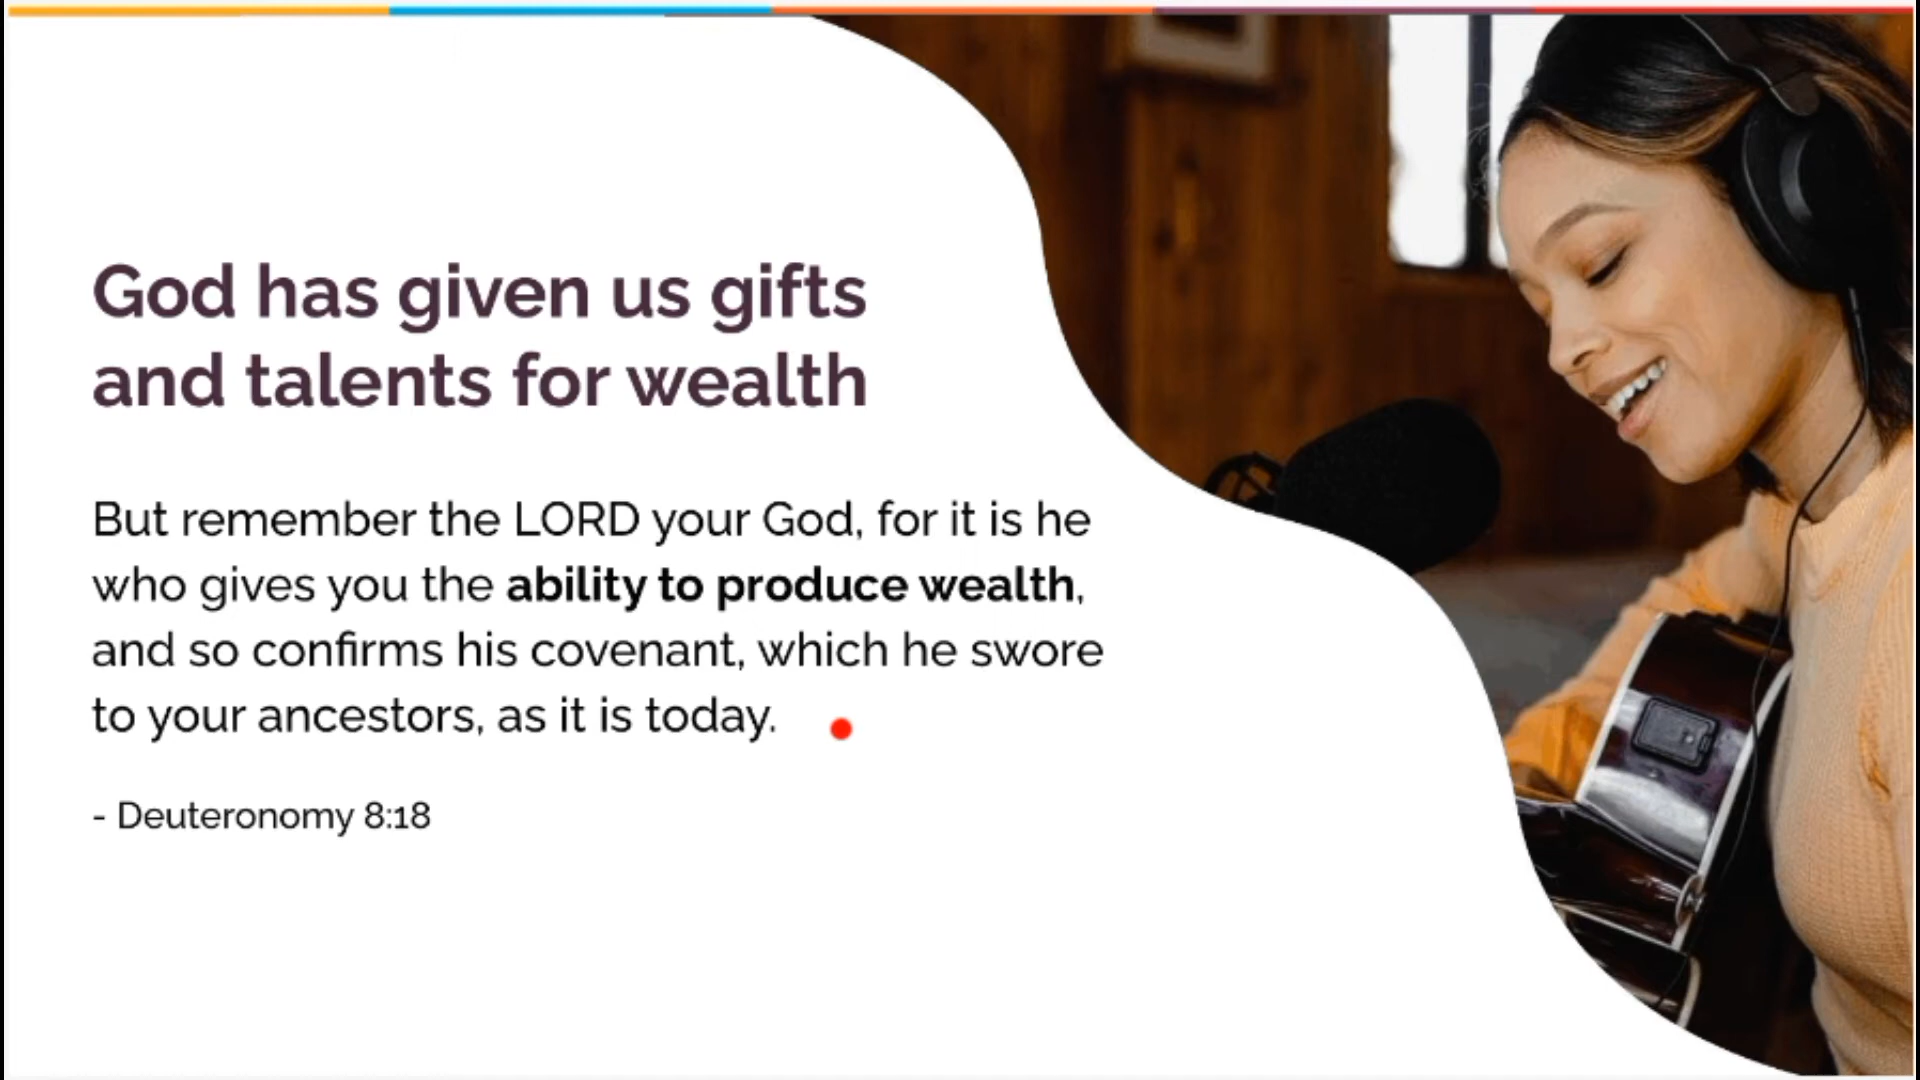 God has given us gifts
and talents for wealth
But remember the LORD your God, for it is he
who gives you the ability to produce wealth,
and so confirms his covenant, which he swore
to your ancestors, as it is today.
- Deuteronomy 8:18